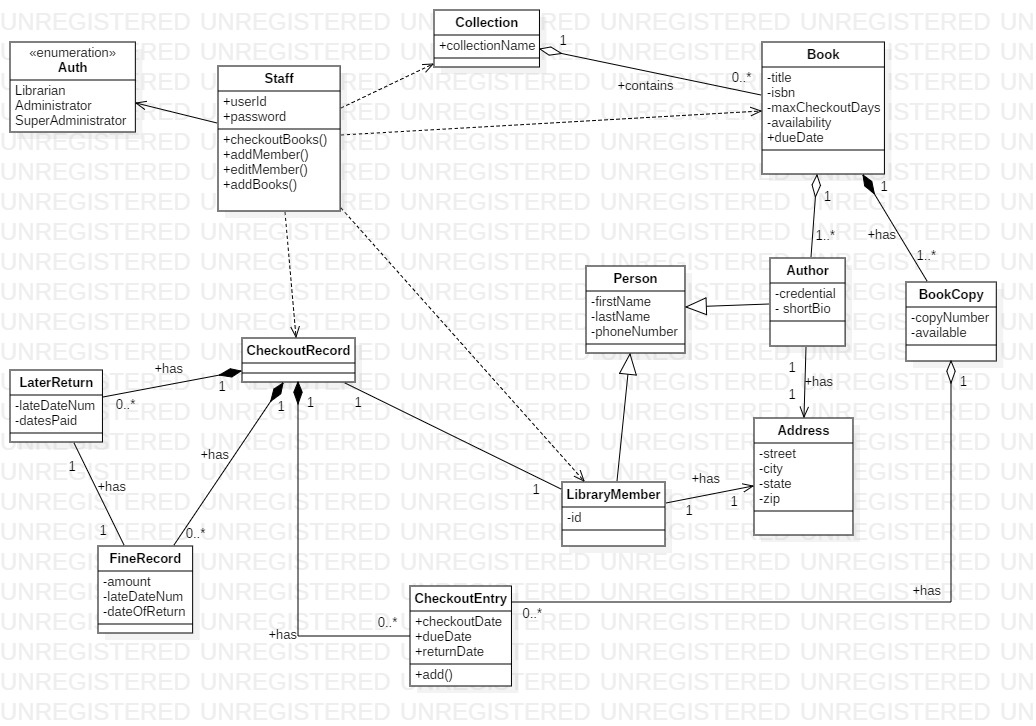 Collection
+collectionName
1
+contains
0..*
«enumeration»
Auth
Librarian
Administrator
SuperAdministrator
Staff
+userId
+password
+checkoutBooks()
+addMember()
+editMember()
+addBooks()
Book
-title
-isbn
-maxCheckoutDays
-availability
+dueDate
1
1..*
1
+has
1..*
Person
-firstName
-lastName
-phoneNumber
Author
-credential
- shortBio
BookCopy
-copyNumber
-available
1
CheckoutRecord
+has
1
0..*
LaterReturn
-lateDateNum
-datesPaid
1
+has
1
1
+has
0..*
1
1
1
1
+has
1
Address
-street
-city
-state
-zip
LibraryMember
-id
+has
1
1
FineRecord
-amount
-lateDateNum
-dateOfReturn
+has
0..*
CheckoutEntry
+checkoutDate
+dueDate
+returnDate
+add()
0..*
+has
UNREGISTERED UNREGISTERED UNREGISTERED UNREGISTERED UNREGISTERED UN